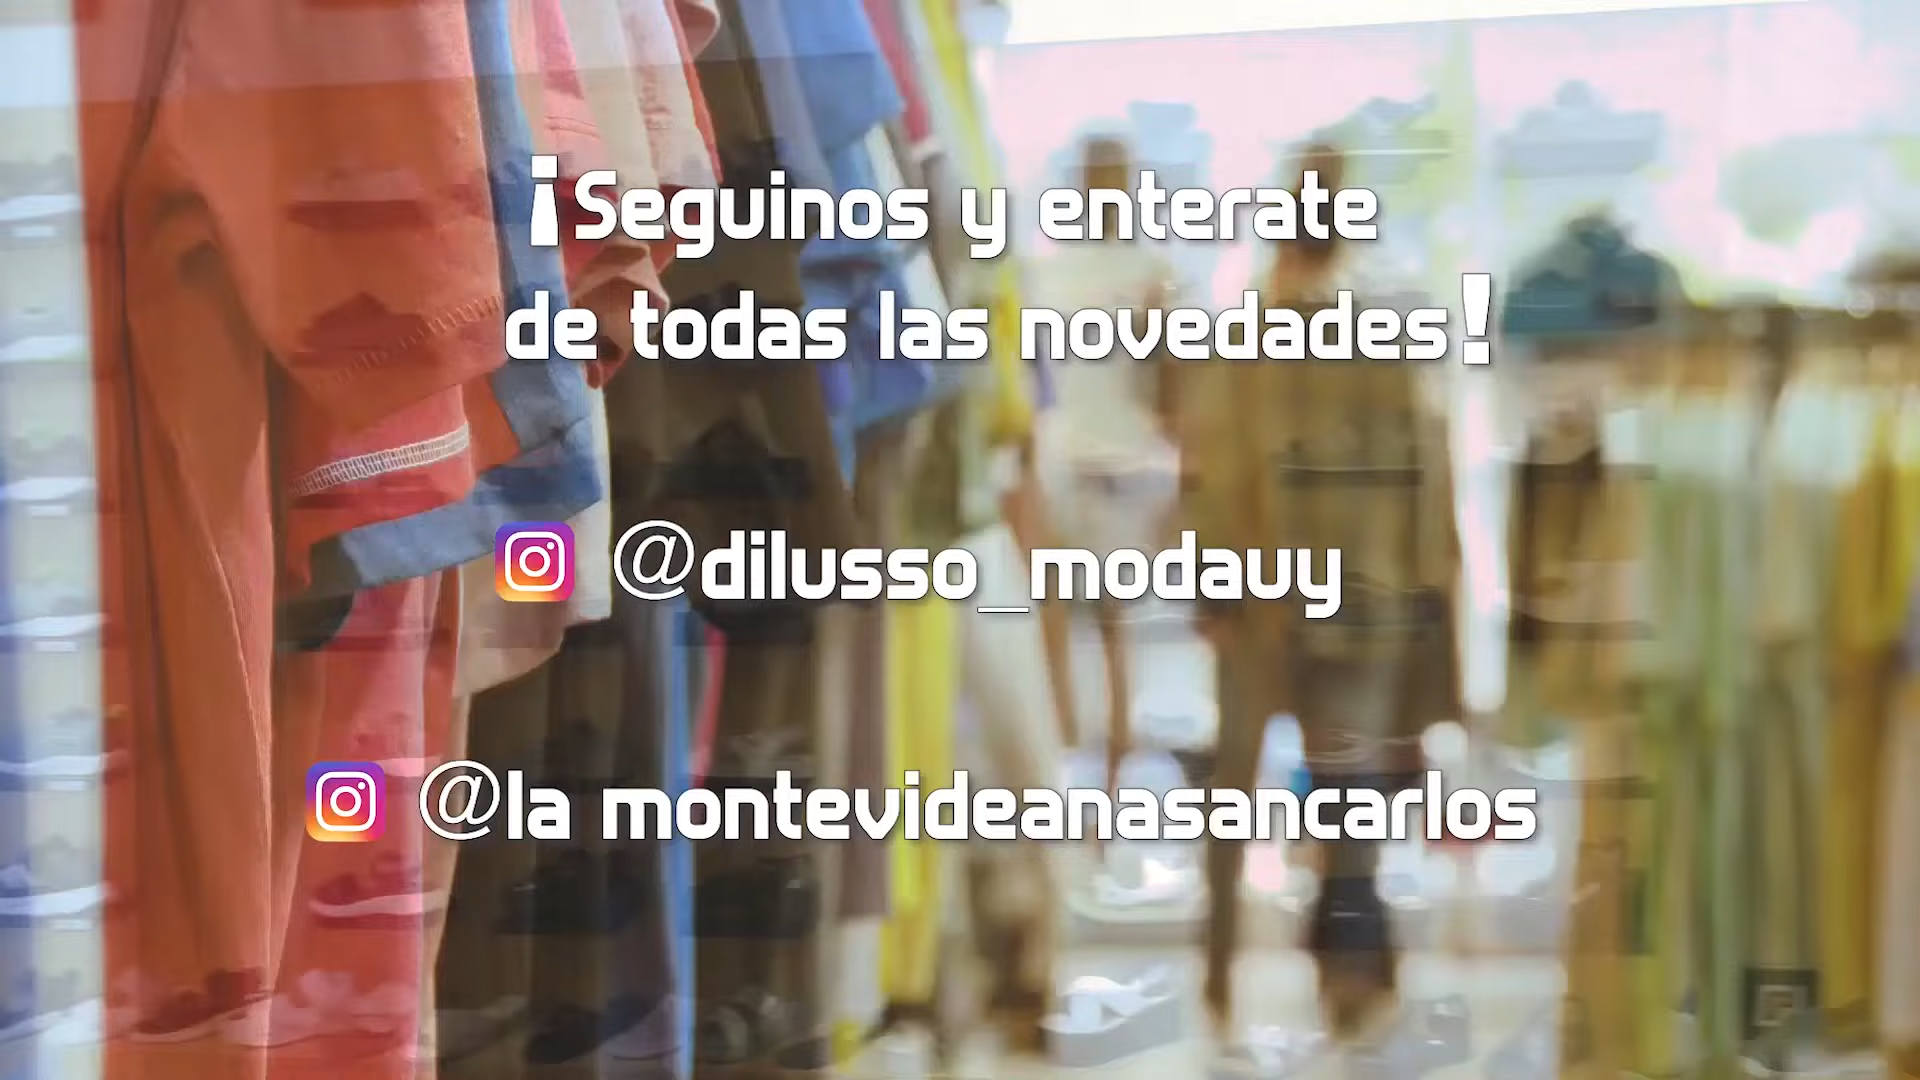 ¡Seguinos y enterate
de todas las novedades!
@dilusso_modauy
@la montevideanasancarlos